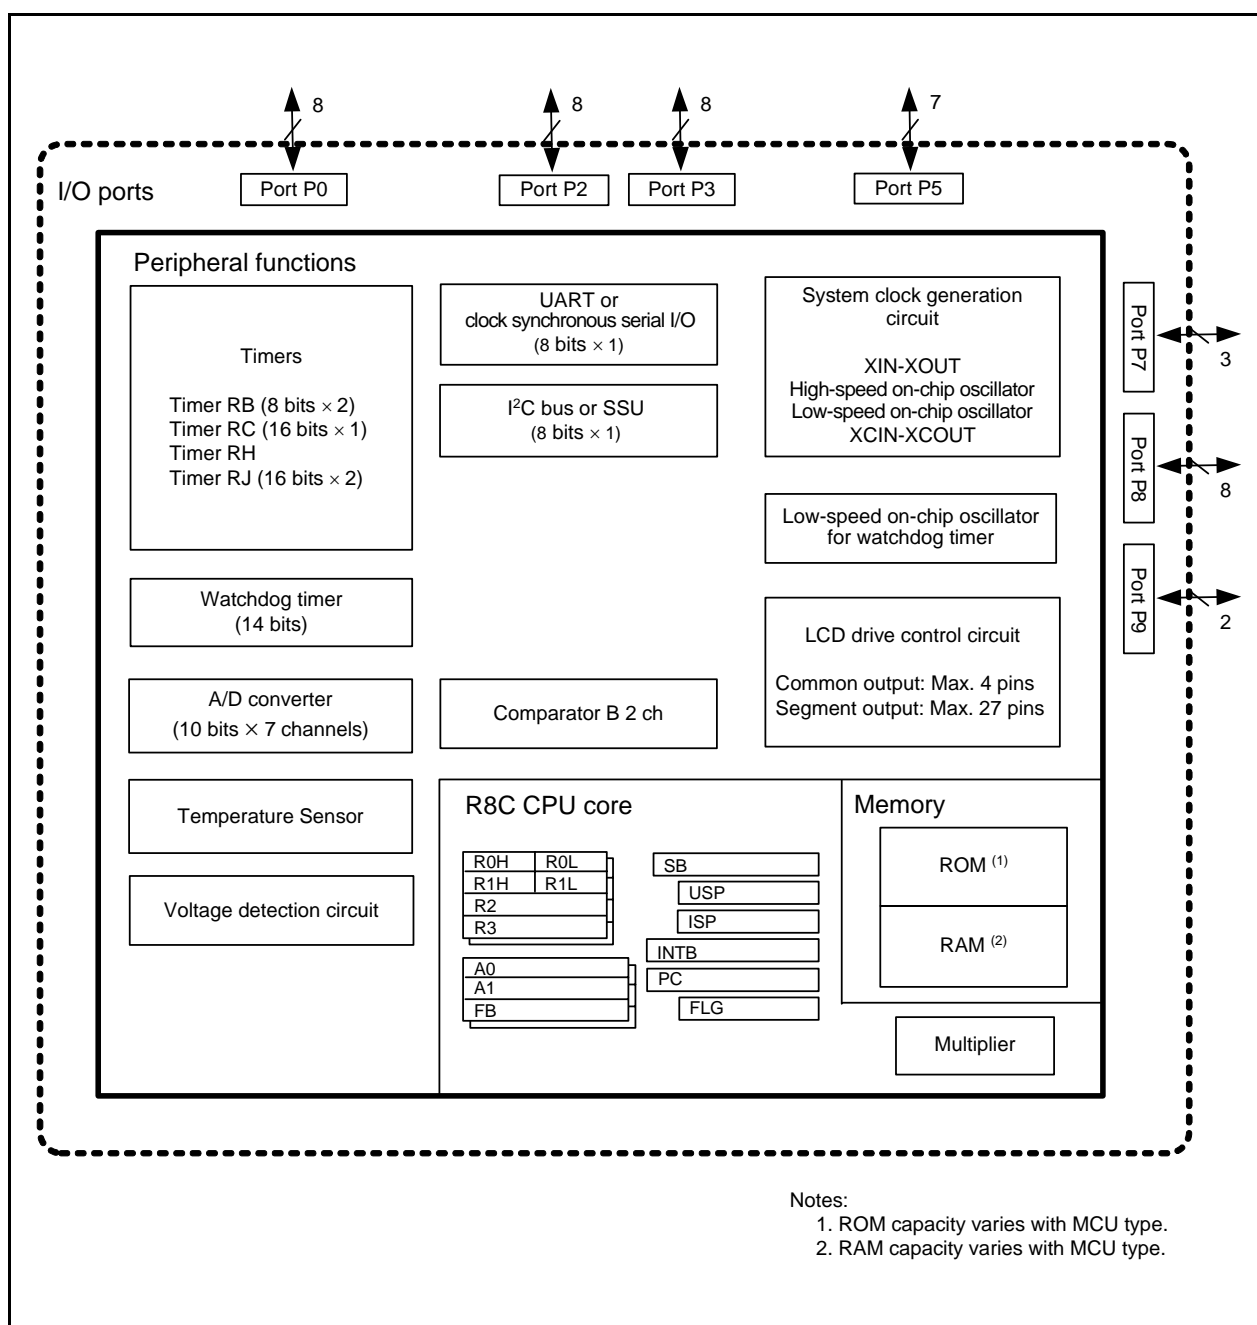 8
8
8
7
I/O ports
Port P0
Port P2
Port P3
Port P5
Peripheral functions
Timers
Timer RB (8 bits × 2)
Timer RC (16 bits × 1)
Timer RH
Timer RJ (16 bits × 2)
UART or
clock synchronous serial I/O
(8 bits × 1)
I²C bus or SSU
(8 bits × 1)
System clock generation
circuit
XIN-XOUT
High-speed on-chip oscillator
Low-speed on-chip oscillator
XCIN-XCOUT
Port P7
3
Port P8
8
Port P9
2
Low-speed on-chip oscillator
for watchdog timer
Watchdog timer
(14 bits)
LCD drive control circuit
Common output: Max. 4 pins
Segment output: Max. 27 pins
A/D converter
(10 bits × 7 channels)
Comparator B 2 ch
Temperature Sensor
Voltage detection circuit
R8C CPU core
R0H
R0L
R1H
R1L
R2
R3
A0
A1
FB
SB
USP
ISP
INTB
PC
FLG
Memory
ROM (1)
RAM (2)
Multiplier
Notes:
1. ROM capacity varies with MCU type.
2. RAM capacity varies with MCU type.